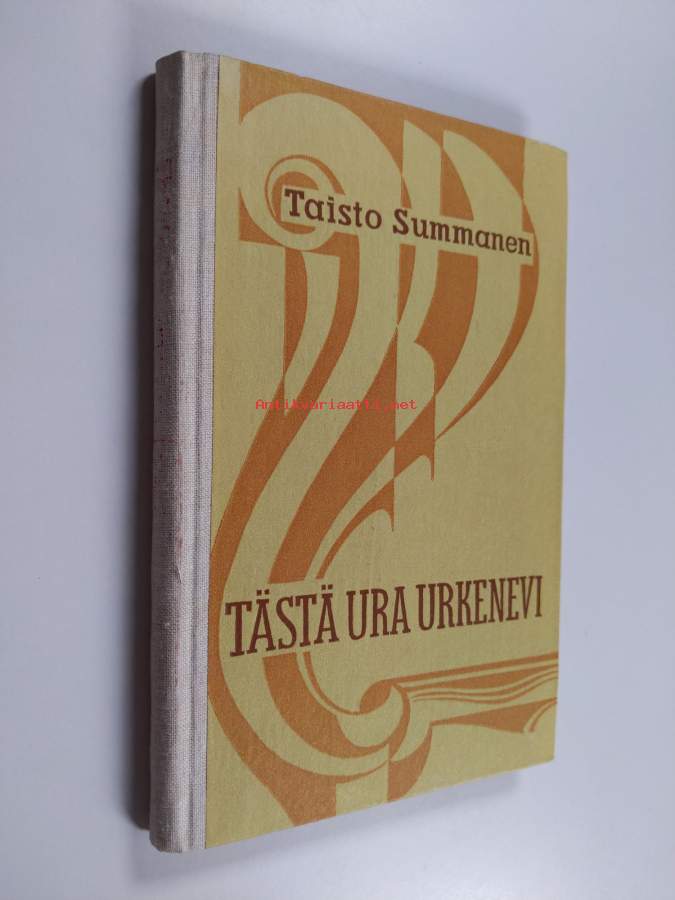 Taisto Summanen
Antikvariaatti.net
TÄSTÄ URA URKENEVI